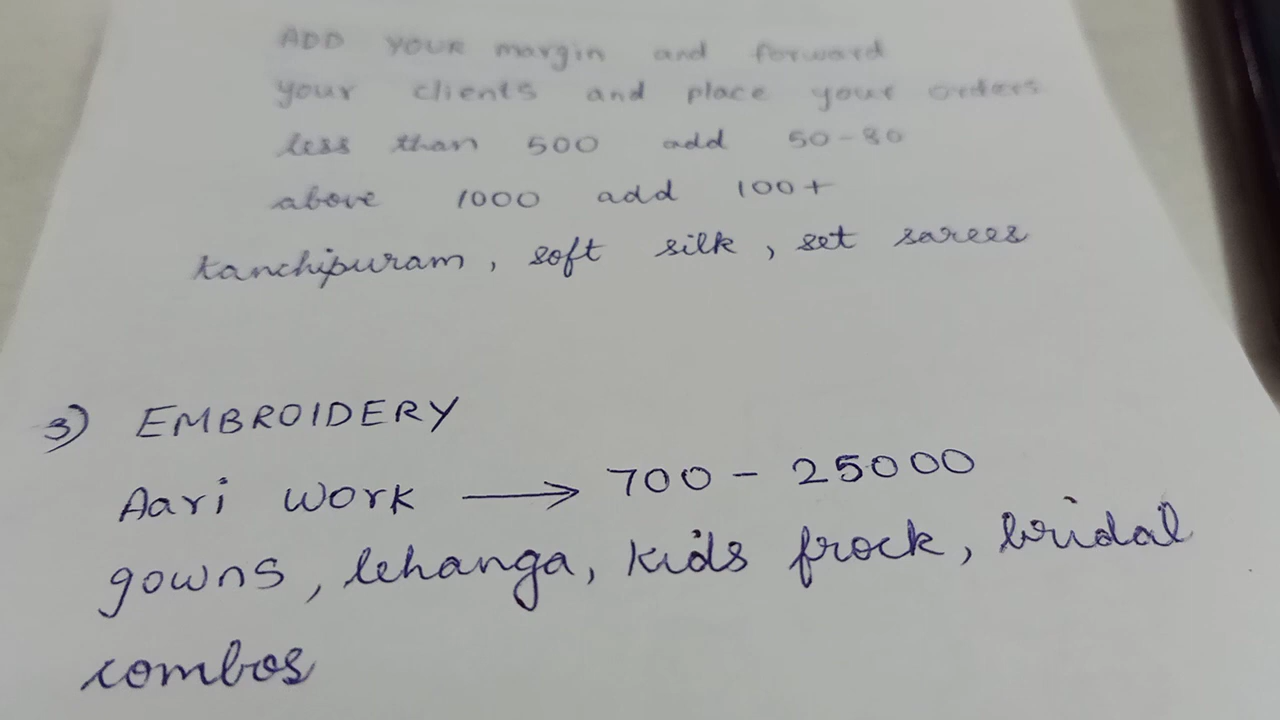 ADD YOUR margin and forward
your clients and place your orders
less than 500 add 50-80
above 1000 add 100+
kanchipuram, soft silk, set sarees
3) EMBROIDERY
Aari work → 700 - 25000
gowns, lehanga, kids frock, bridal
combos